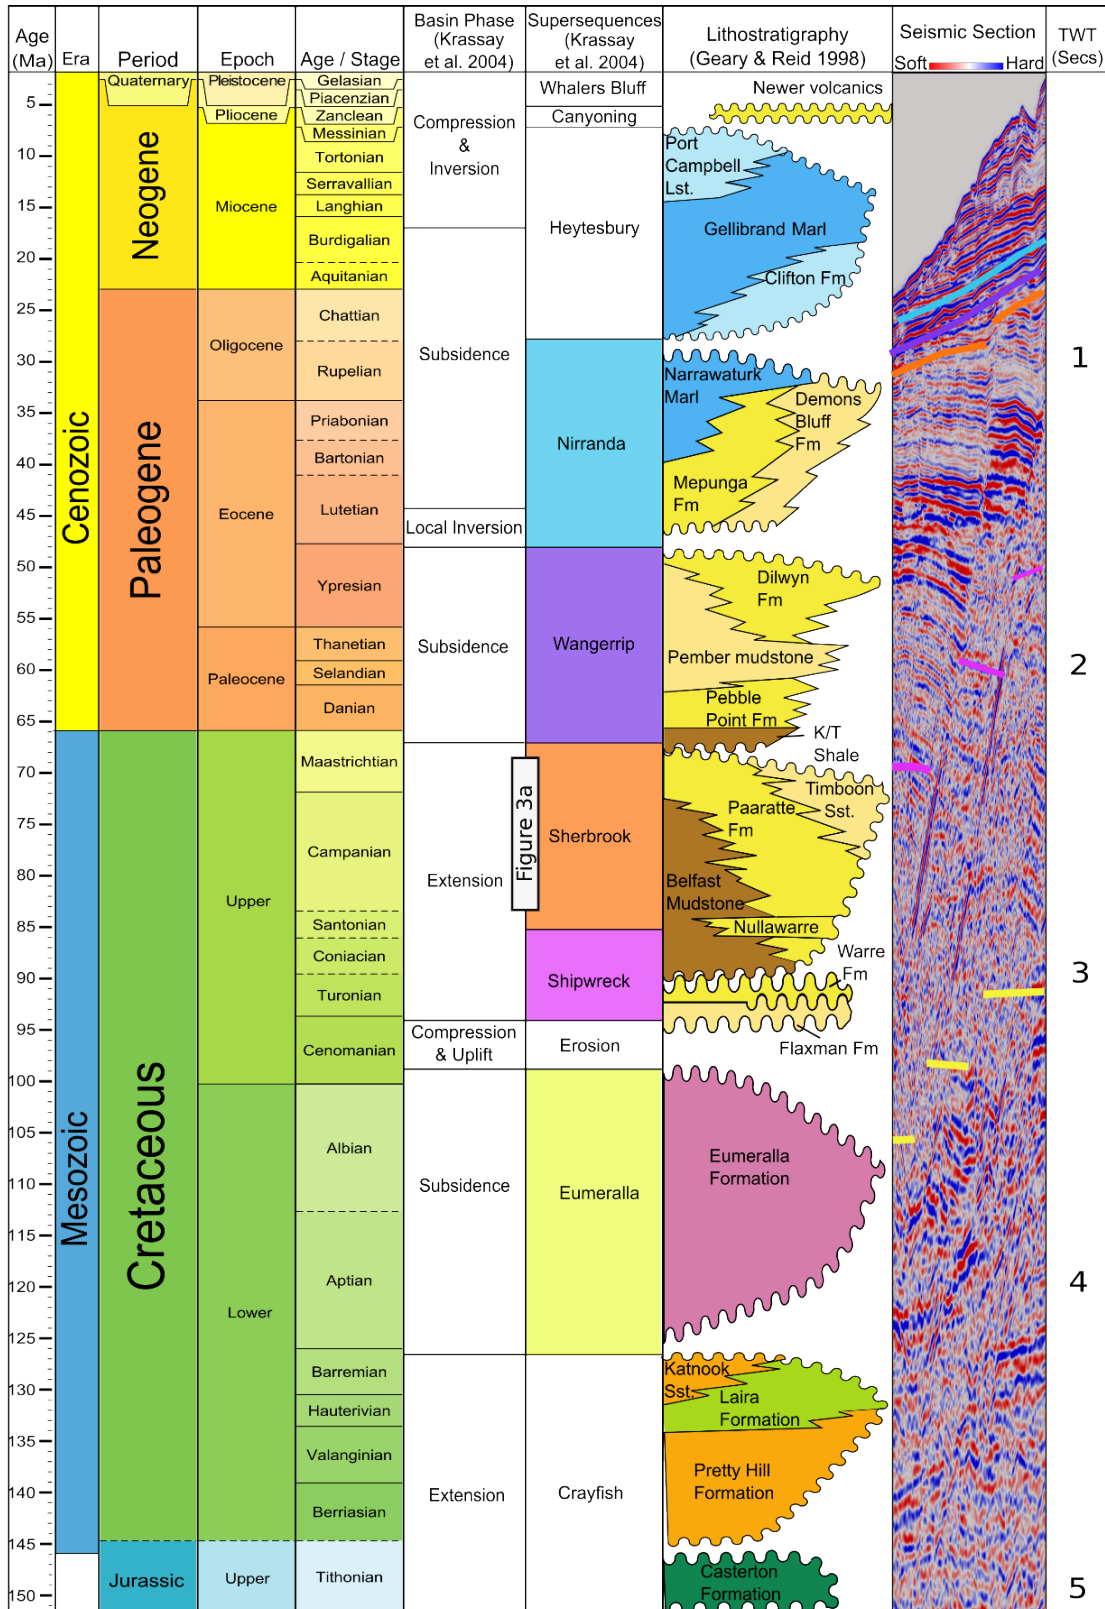 Age
(Ma)
Era
Period
Epoch
Age / Stage
Basin Phase
(Krassay
et al. 2004)
Supersequences
(Krassay
et al. 2004)
Lithostratigraphy
(Geary & Reid 1998)
Seismic Section
Soft
Hard
TWT
(Secs)
5
10
15
20
25
30
35
40
45
50
55
60
65
70
75
80
85
90
95
100
105
110
115
120
125
130
135
140
145
150
Cenozoic
Mesozoic
Quaternary
Neogene
Paleogene
Cretaceous
Jurassic
Pleistocene
Pliocene
Miocene
Oligocene
Eocene
Paleocene
Upper
Lower
Upper
Gelasian
Piacenzian
Zanclean
Messinian
Tortonian
Serravallian
Langhian
Burdigalian
Aquitanian
Chattian
Rupelian
Priabonian
Bartonian
Lutetian
Ypresian
Thanetian
Selandian
Danian
Maastrichtian
Campanian
Santonian
Coniacian
Turonian
Cenomanian
Albian
Aptian
Barremian
Hauterivian
Valanginian
Berriasian
Tithonian
Compression
&
Inversion
Subsidence
Local Inversion
Subsidence
Extension
Compression
& Uplift
Subsidence
Extension
Whalers Bluff
Canyoning
Heytesbury
Nirranda
Wangerrip
Figure 3a
Sherbrook
Shipwreck
Erosion
Eumeralla
Crayfish
Newer volcanics
Port
Campbell
Lst.
Gellibrand Marl
Clifton Fm
Narrawaturk
Marl
Demons
Bluff
Fm
Mepunga
Fm
Dilwyn
Fm
Pember mudstone
Pebble
Point Fm
K/T
Shale
Timboon
Sst.
Paaratte
Fm
Belfast
Mudstone
Nullawarre
Warre
Fm
Flaxman Fm
Eumeralla
Formation
Katnook
Sst.
Laira
Formation
Pretty Hill
Formation
Casterton
Formation
1
2
3
4
5